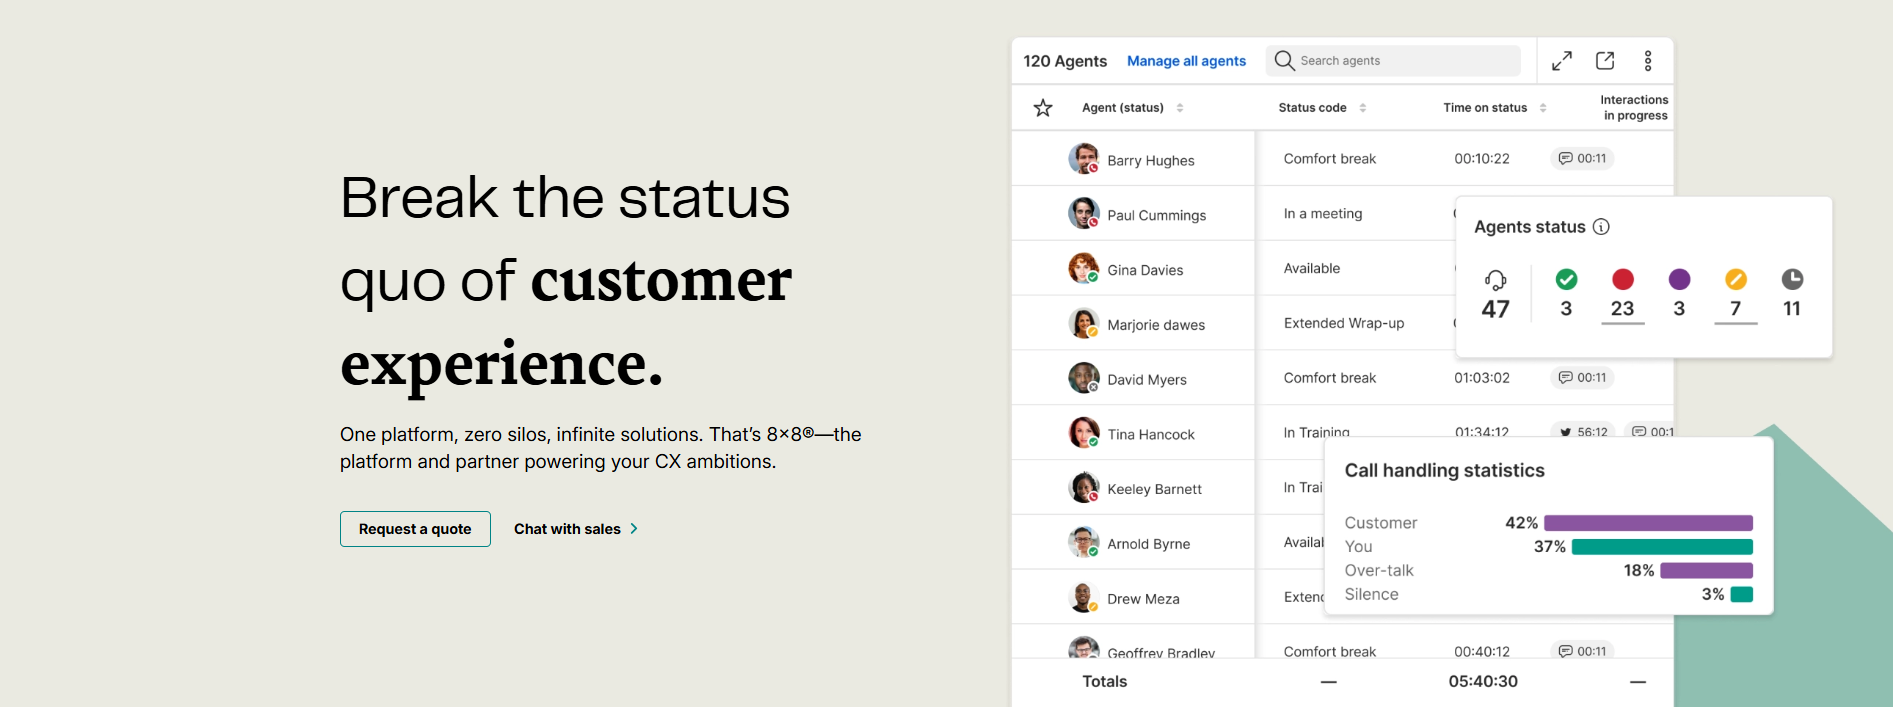 Break the status
quo of customer
experience.
One platform, zero silos, infinite solutions. That's 8×8®—the
platform and partner powering your CX ambitions.
Request a quote
Chat with sales
120 Agents Manage all agents Search agents
Agent (status) Status code Time on status Interactions
in progress
Barry Hughes Comfort break 00:10:22 00:11
Paul Cummings In a meeting
Gina Davies Available
Marjorie dawes Extended Wrap-up
David Myers Comfort break 01:03:02 00:11
Tina Hancock In Training 01:34:12 56:12
Keeley Barnett In Trai
Arnold Byrne Availa
Drew Meza Exten
Geoffrey Bradley Comfort break 00:40:12 00:11
Totals — 05:40:30 —
Agents status
47 3 23 3 7 11
Call handling statistics
Customer 42%
You 37%
Over-talk 18%
Silence 3%